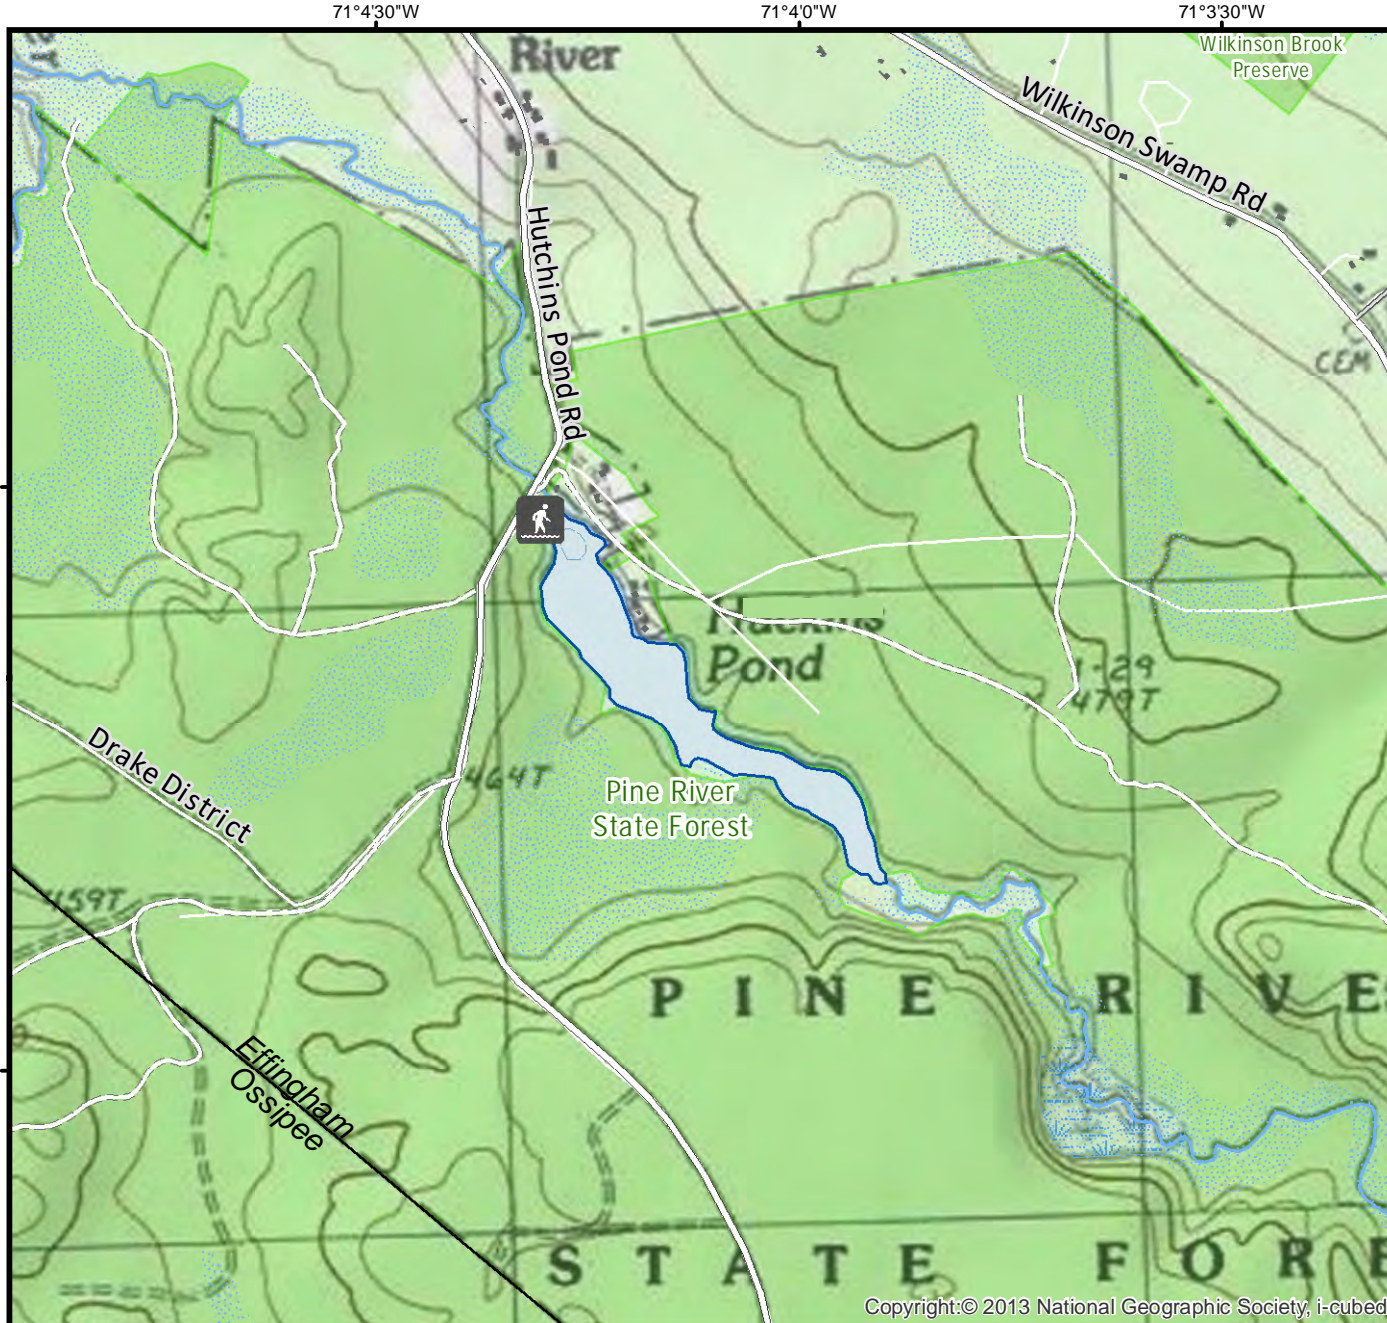 71°4'30"W
71°4'0"W
71°3'30"W
River
Wilkinson Brook
Preserve
Wilkinson Swamp Rd
Hutchins Pond Rd
CEM
Pond
479T
Drake District
464T
Pine River
State Forest
459T
PINE RIVE
Effingham
Ossipee
STATE FORE
Copyright:© 2013 National Geographic Society, i-cubed